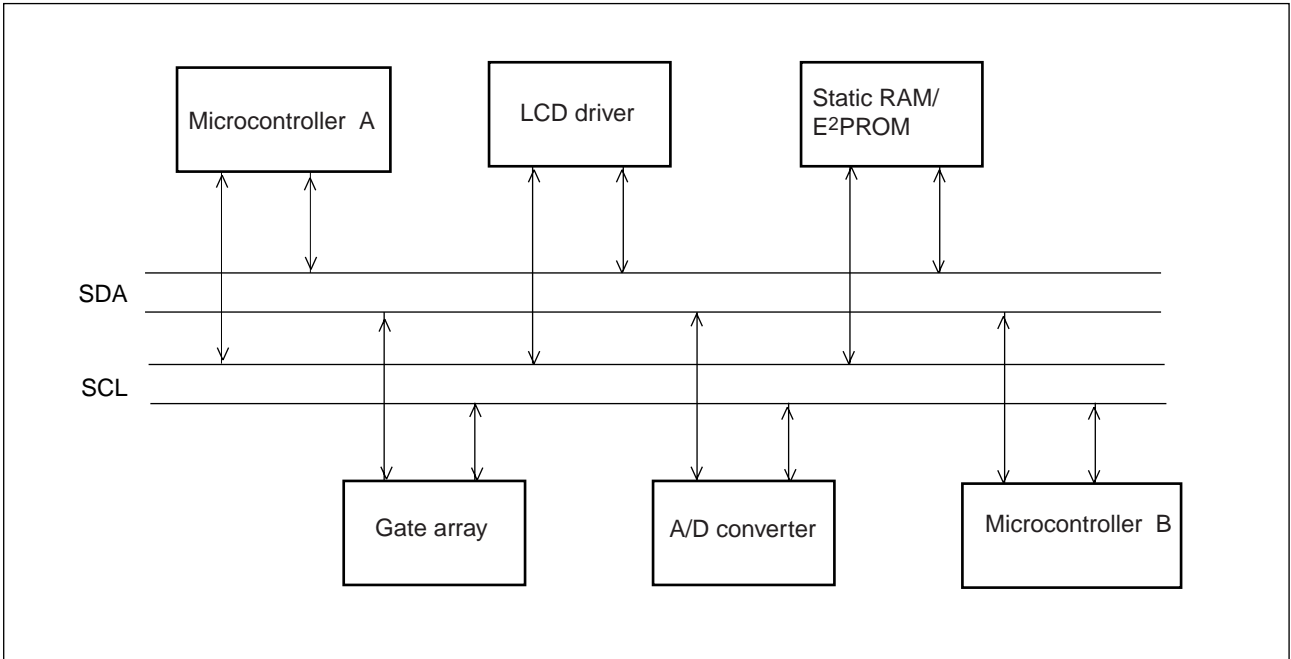 Microcontroller A
LCD driver
Static RAM/
E²PROM
SDA
SCL
Gate array
A/D converter
Microcontroller B